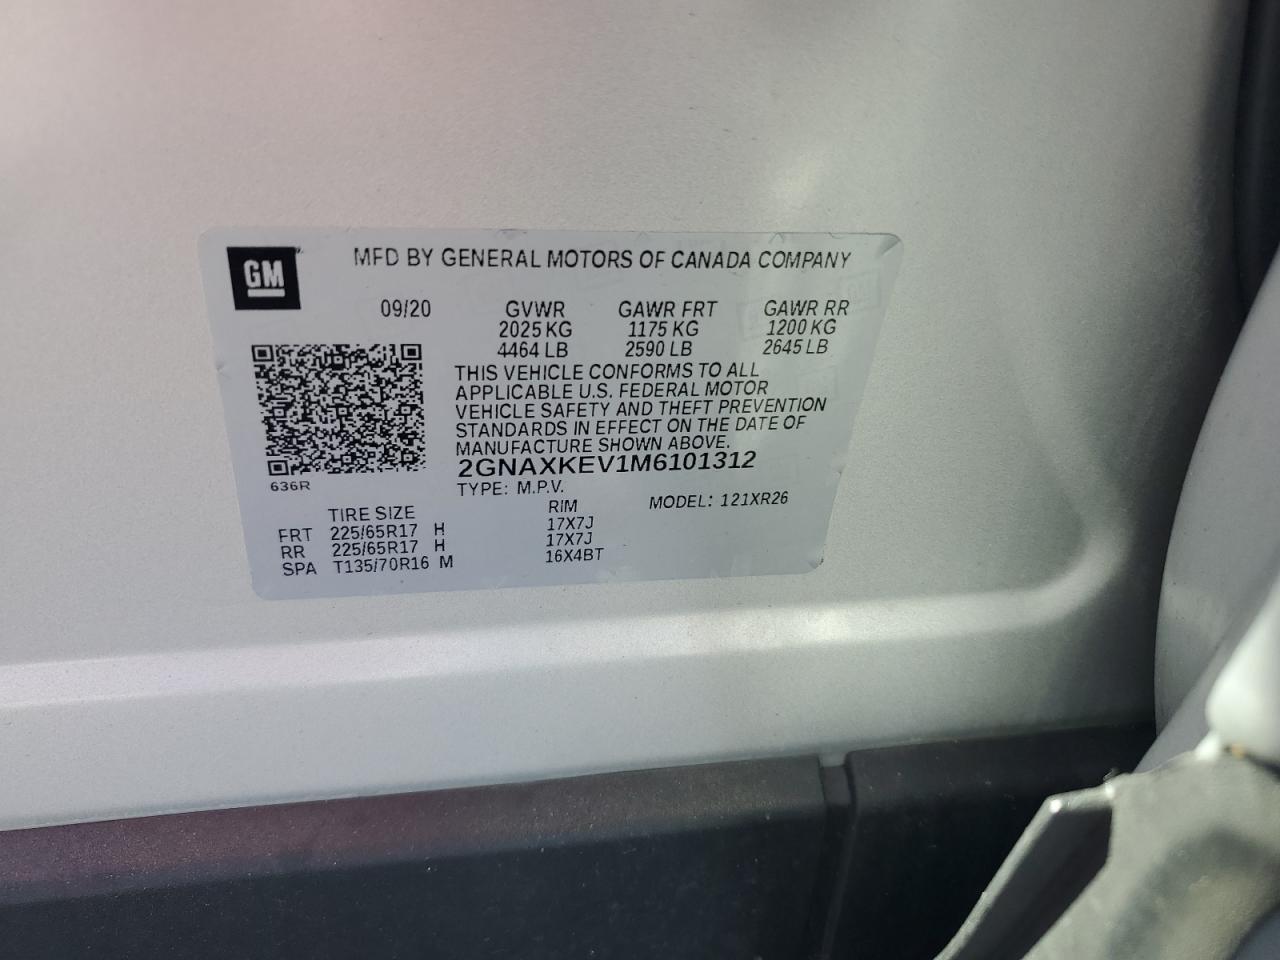 GM
MFD BY GENERAL MOTORS OF CANADA COMPANY
09/20 GVWR GAWR FRT GAWR RR
2025 KG 1175 KG 1200 KG
4464 LB 2590 LB 2645 LB
THIS VEHICLE CONFORMS TO ALL
APPLICABLE U.S. FEDERAL MOTOR
VEHICLE SAFETY AND THEFT PREVENTION
STANDARDS IN EFFECT ON THE DATE OF
MANUFACTURE SHOWN ABOVE.
2GNAXKEV1M6101312
636R
TYPE: M.P.V. MODEL: 121XR26
TIRE SIZE RIM
FRT 225/65R17 H 17X7J
RR 225/65R17 H 17X7J
SPA T135/70R16 M 16X4BT